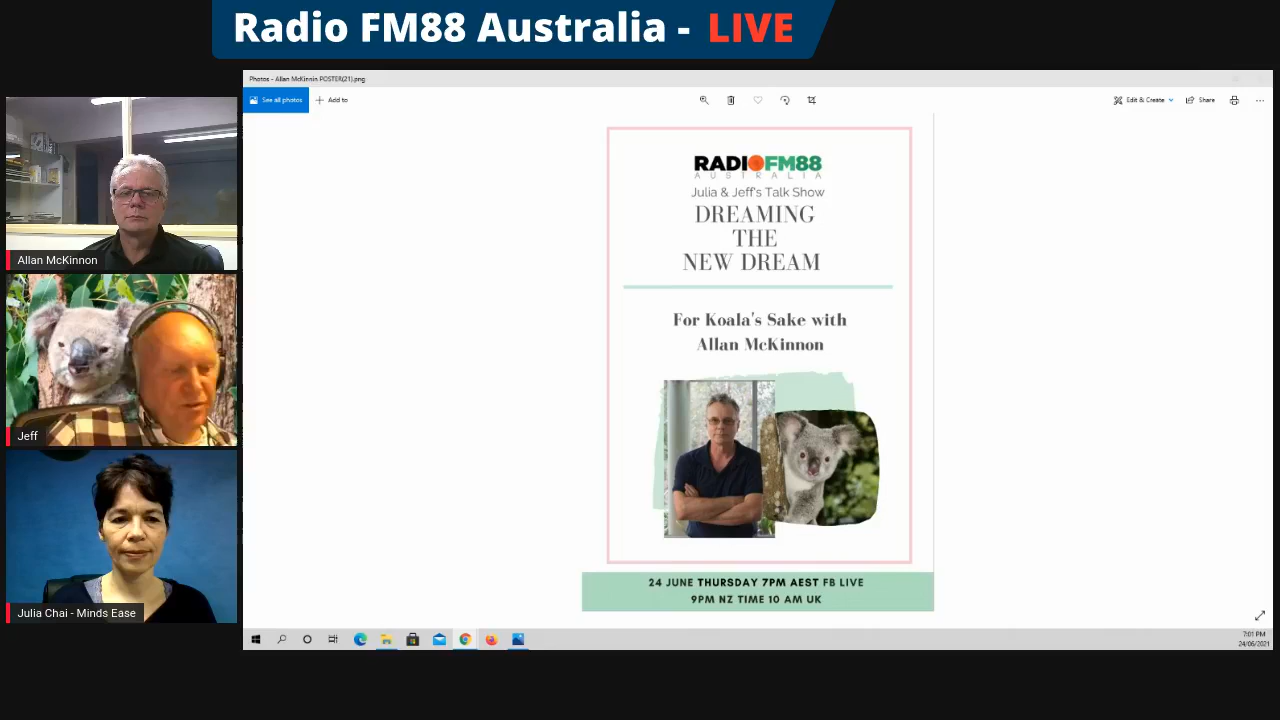 Radio FM88 Australia - LIVE
Photos - Allan McKinnin POSTER(21).png
See all photos
Add to
Edit & Create
Share
RADIOFM88
AUSTRALIA
Julia & Jeff's Talk Show
DREAMING
THE
NEW DREAM
For Koala's Sake with
Allan McKinnon
24 JUNE THURSDAY 7PM AEST FB LIVE
9PM NZ TIME 10 AM UK
Allan McKinnon
Jeff
Julia Chai - Minds Ease
7:01 PM
24/06/2021